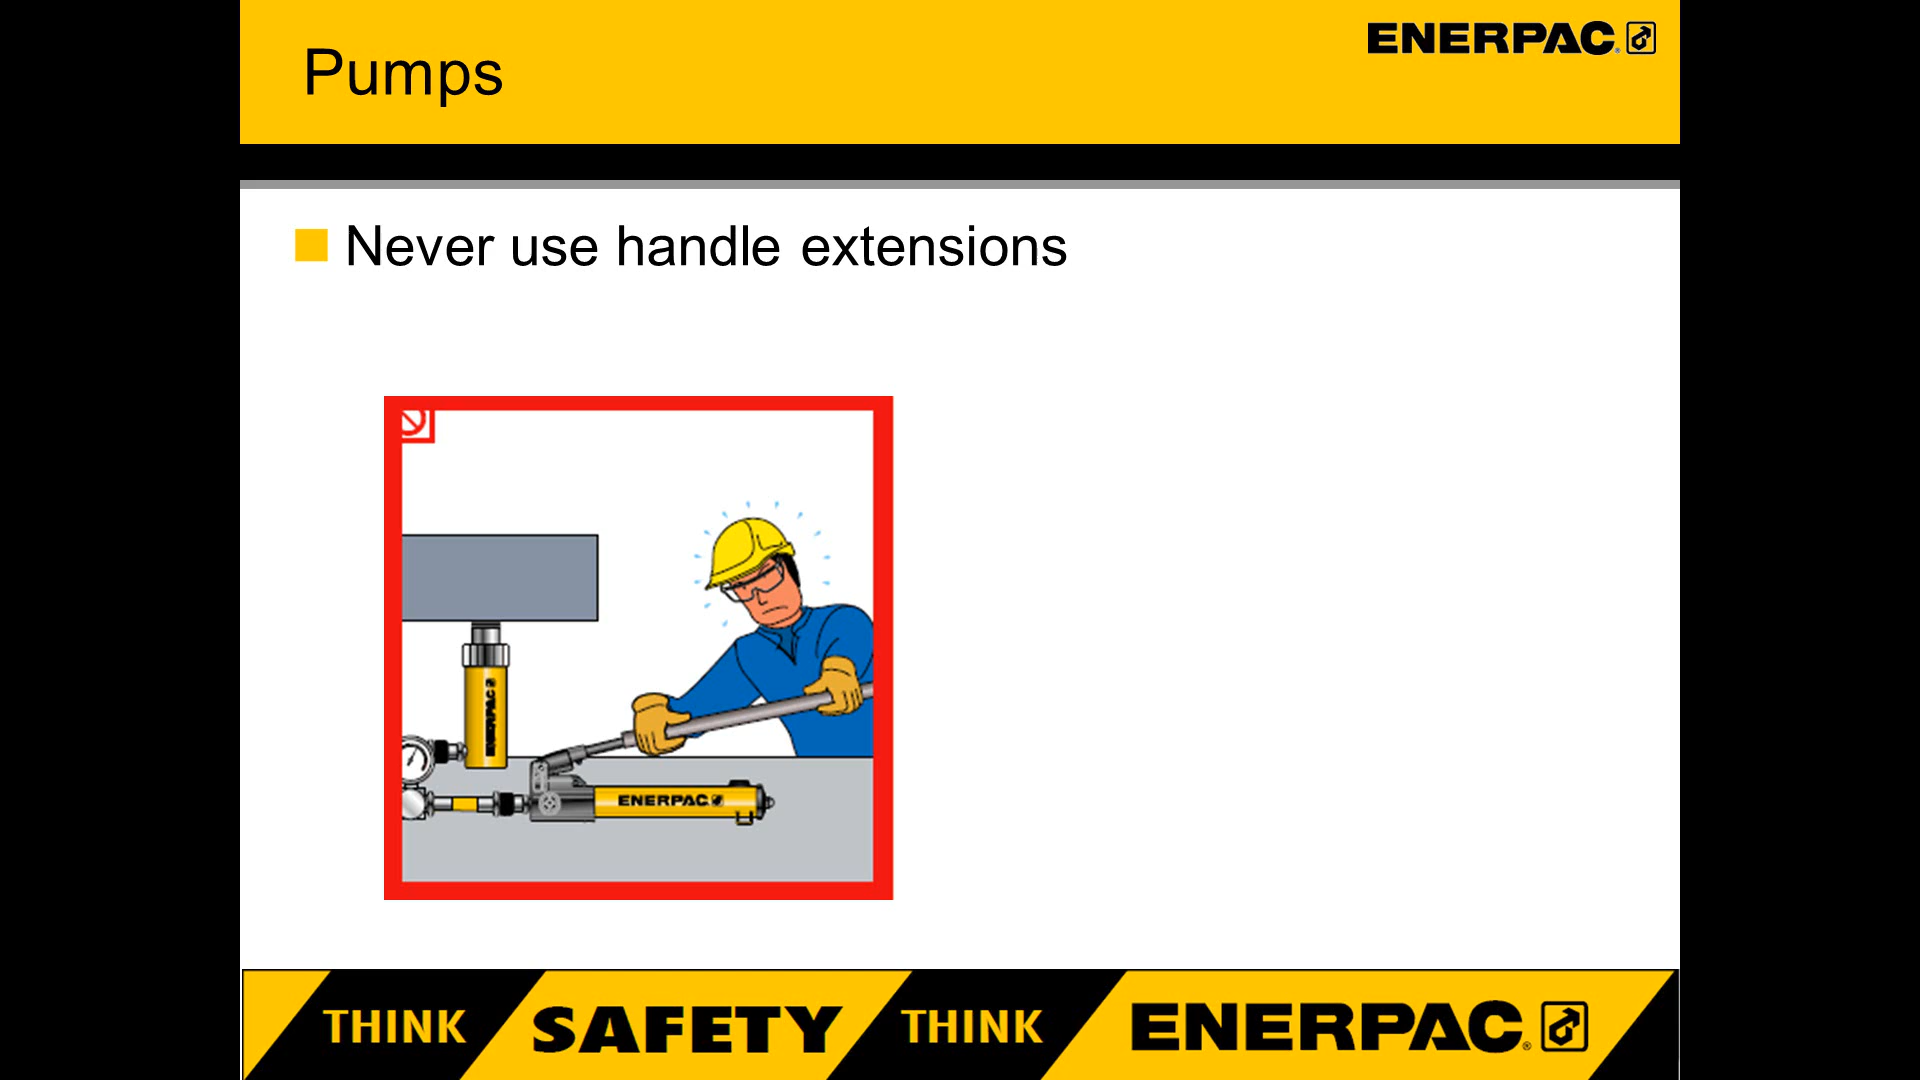 Pumps
ENERPAC
Never use handle extensions
ENERPAC
ENERPAC
THINK SAFETY THINK ENERPAC®